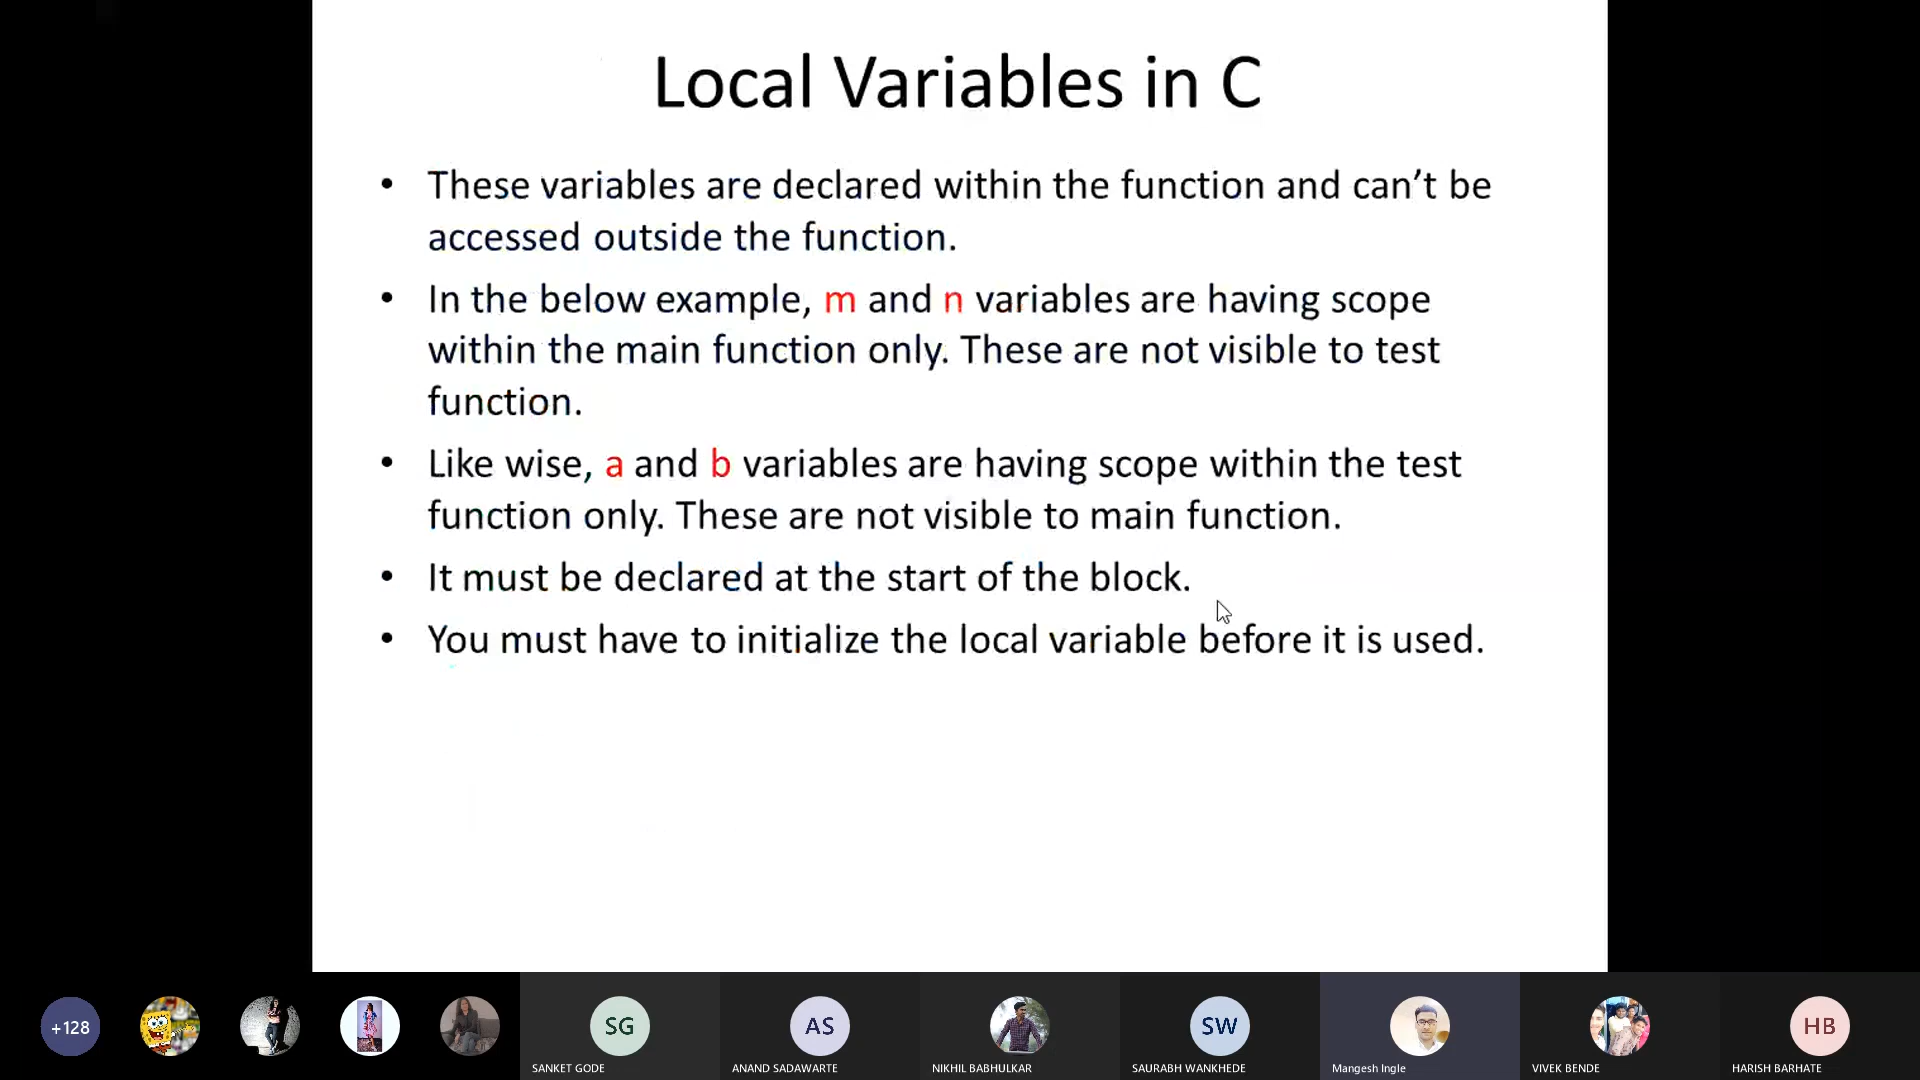 Local Variables in C
• These variables are declared within the function and can’t be
accessed outside the function.
• In the below example, m and n variables are having scope
within the main function only. These are not visible to test
function.
• Like wise, a and b variables are having scope within the test
function only. These are not visible to main function.
• It must be declared at the start of the block.
• You must have to initialize the local variable before it is used.
+128
SG
AS
SW
HB
SANKET GODE
ANAND SADAWARTE
NIKHIL BABHULKAR
SAURABH WANKHEDE
Mangesh Ingle
VIVEK BENDE
HARISH BARHATE